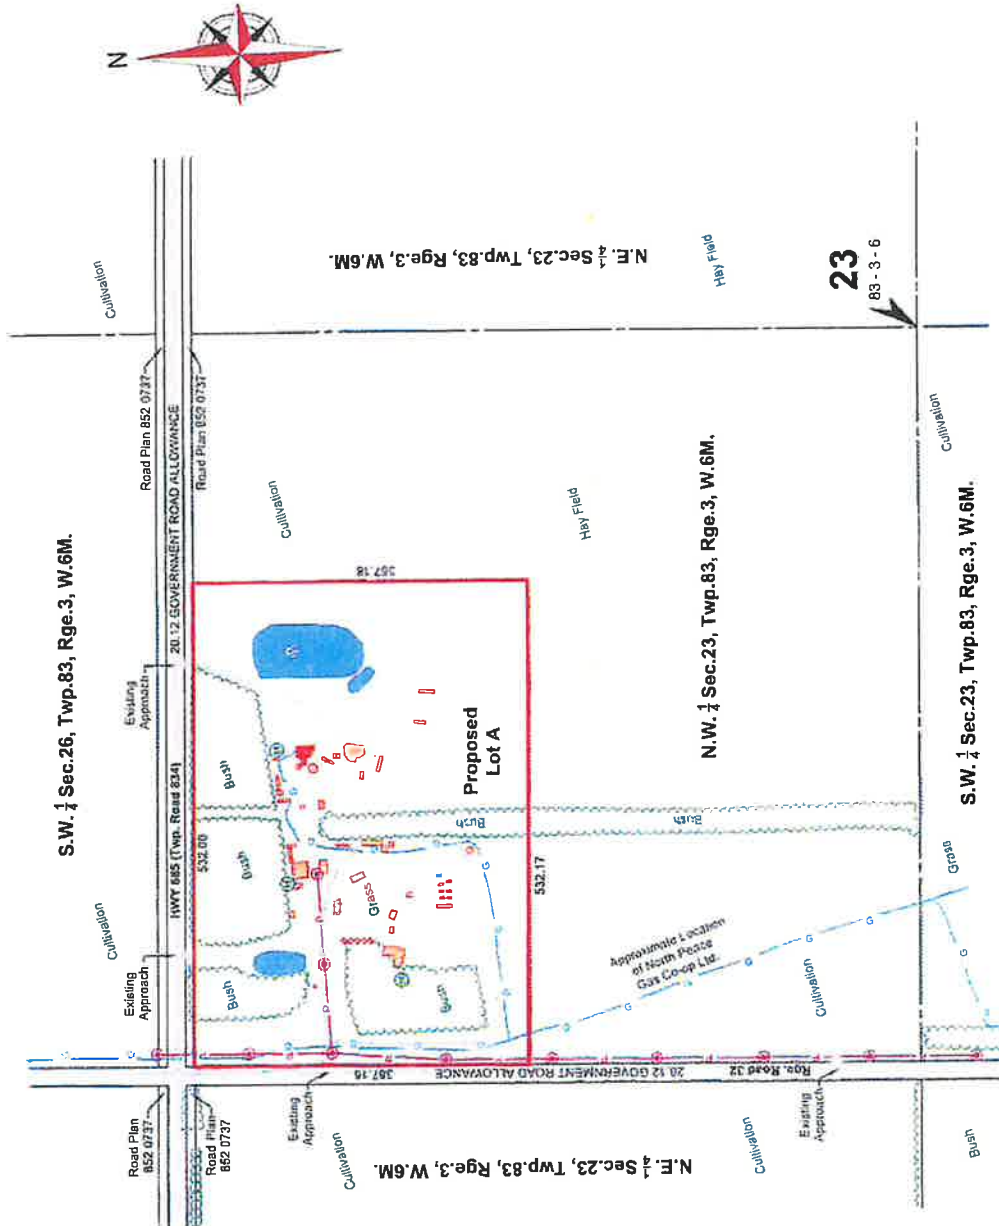 N
S.W. 1/4 Sec.26, Twp.83, Rge.3, W.6M.
Cultivation
Cultivation
Road Plan 852 0737
Road Plan 852 0737
20.12 GOVERNMENT ROAD ALLOWANCE
HWY 685 (Twp. Road 834)
Existing
Approach
Existing
Approach
Road Plan
852 0737
Road Plan
852 0737
532.00
367.18
532.17
367.16
Bush
Bush
Bush
Bush
Bush
Bush
Grass
Proposed
Lot A
Cultivation
Hay Field
N.W. 1/4 Sec.23, Twp.83, Rge.3, W.6M.
N.E. 1/4 Sec.23, Twp.83, Rge.3, W.6M.
Hay Field
23
83 - 3 - 6
Cultivation
S.W. 1/4 Sec.23, Twp.83, Rge.3, W.6M.
Grass
Approximate Location
of North Peace
Gas Co-op Ltd.
Cultivation
20.12 GOVERNMENT ROAD ALLOWANCE
Rge. Road 32
Existing
Approach
Existing
Approach
Cultivation
N.E. 1/4 Sec.23, Twp.83, Rge.3, W.6M.
Cultivation
Bush